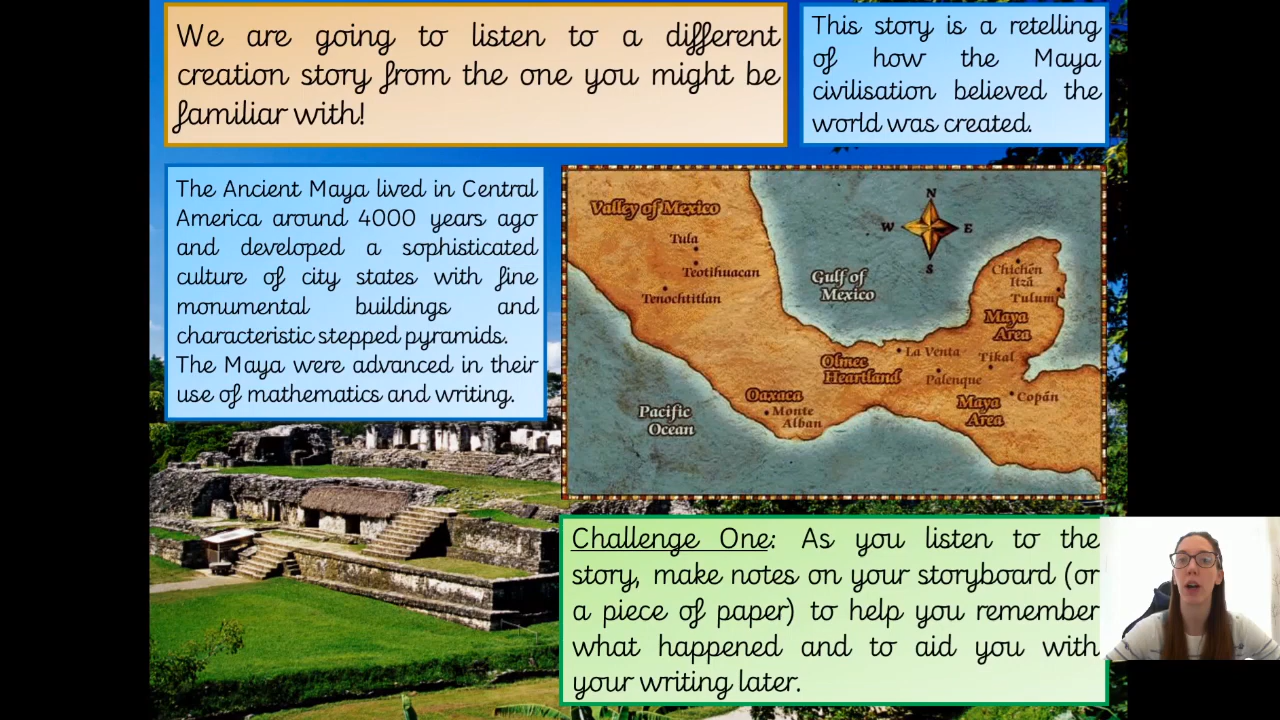 We are going to listen to a different
creation story from the one you might be
familiar with!
This story is a retelling
of how the Maya
civilisation believed the
world was created.
The Ancient Maya lived in Central
America around 4000 years ago
and developed a sophisticated
culture of city states with fine
monumental buildings and
characteristic stepped pyramids.
The Maya were advanced in their
use of mathematics and writing.
Valley of Mexico
Tula
Teotihuacan
Tenochtitlan
Gulf of
Mexico
N
W
E
S
Chichén
Itzá
Tulum
Maya
Area
La Venta
Tikal
Olmec
Heartland
Palenque
Oaxaca
Monte
Alban
Maya
Area
Copán
Pacific
Ocean
Challenge One: As you listen to the
story, make notes on your storyboard (or
a piece of paper) to help you remember
what happened and to aid you with
your writing later.